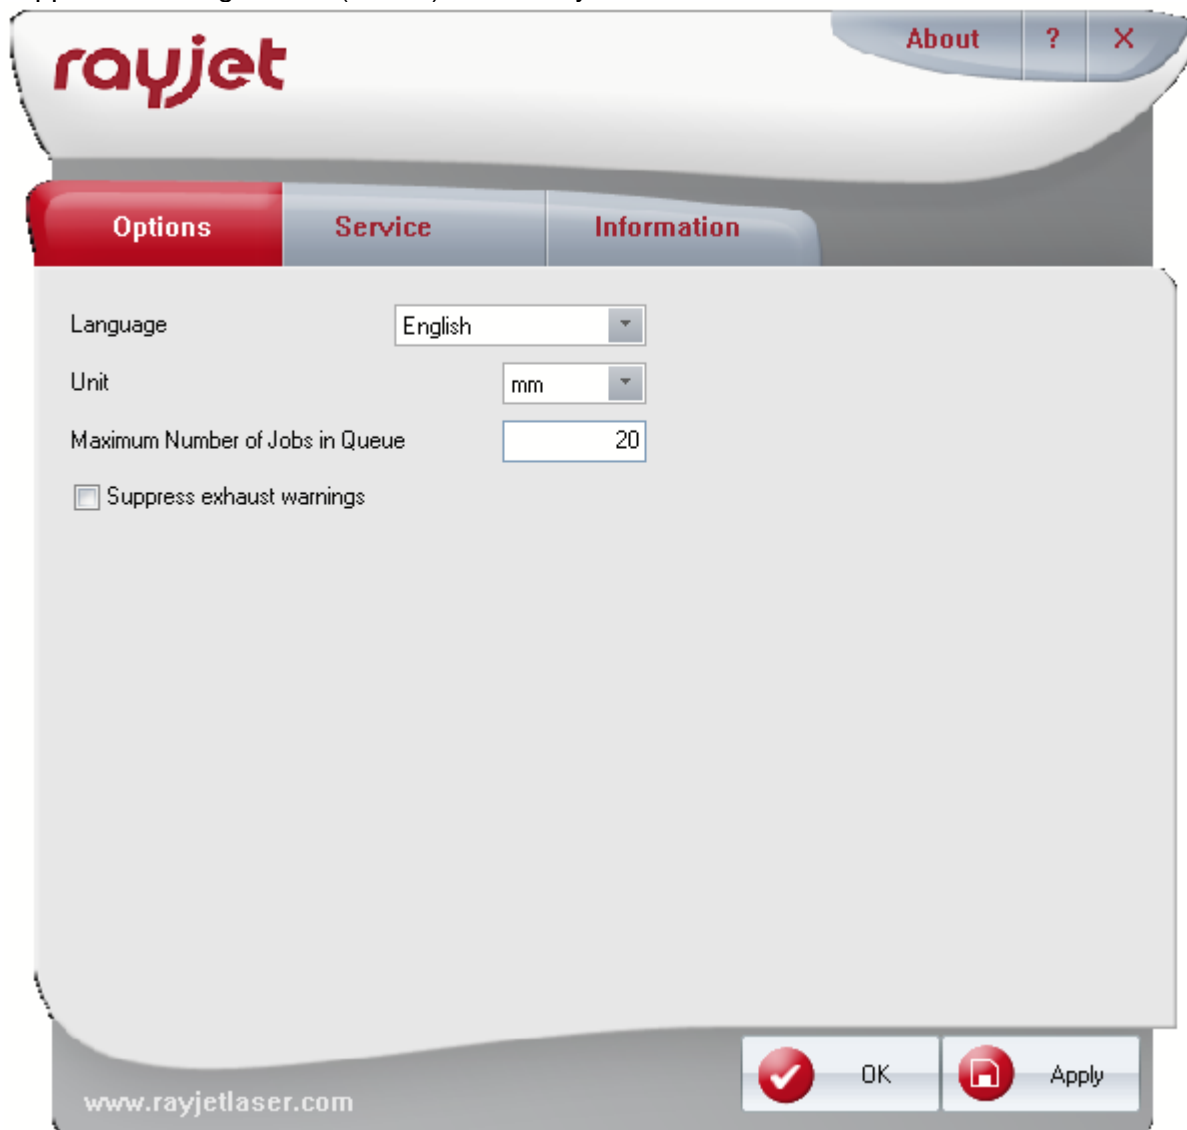 rayjet
About ? X
Options Service Information
Language English
Unit mm
Maximum Number of Jobs in Queue 20
Suppress exhaust warnings
OK Apply
www.rayjetlaser.com